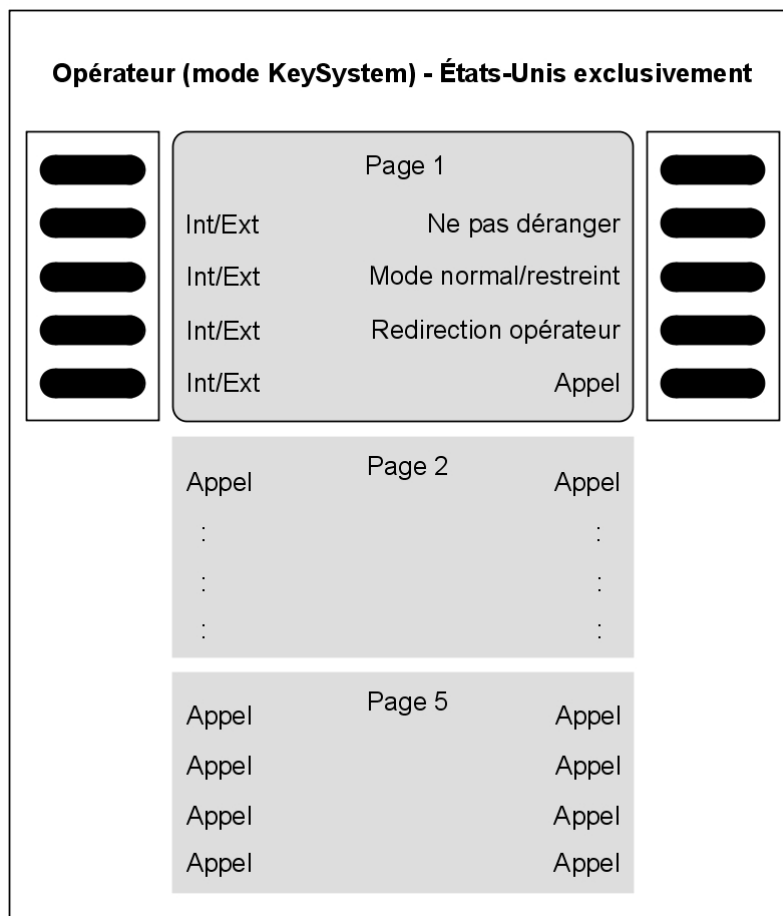 Opérateur (mode KeySystem) - États-Unis exclusivement
Page 1
Int/Ext Ne pas déranger
Int/Ext Mode normal/restreint
Int/Ext Redirection opérateur
Int/Ext Appel
Page 2
Appel Appel
: :
: :
: :
Page 5
Appel Appel
Appel Appel
Appel Appel
Appel Appel